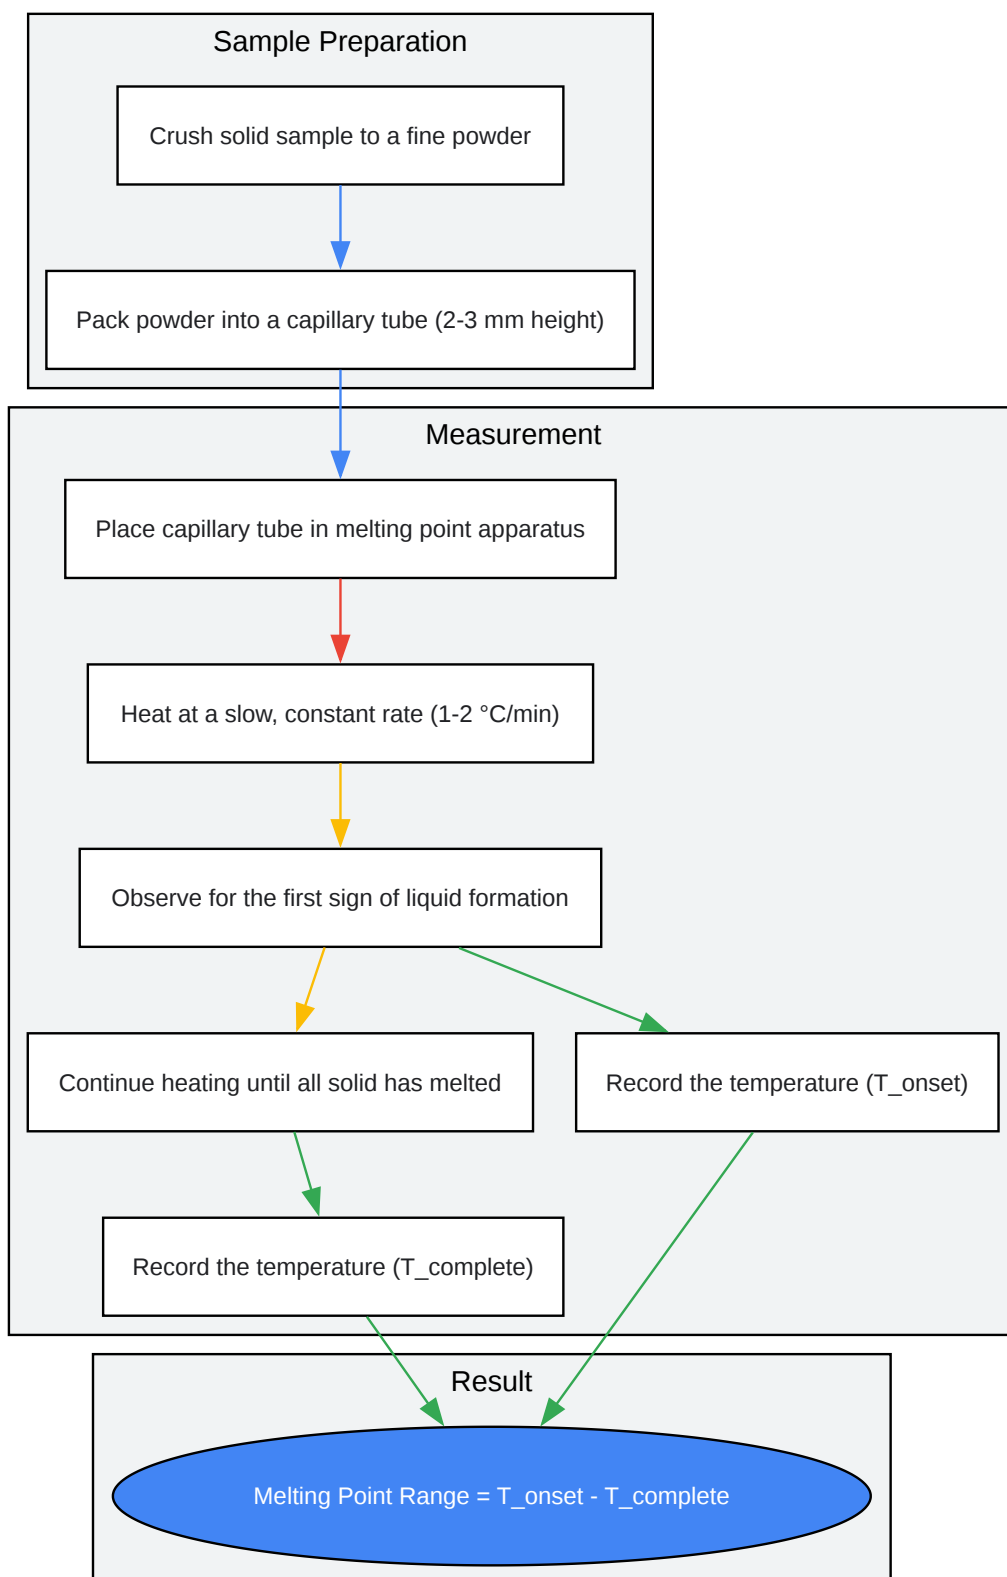 Sample Preparation
Crush solid sample to a fine powder
Pack powder into a capillary tube (2-3 mm height)
Measurement
Place capillary tube in melting point apparatus
Heat at a slow, constant rate (1-2 °C/min)
Observe for the first sign of liquid formation
Continue heating until all solid has melted
Record the temperature (T_onset)
Record the temperature (T_complete)
Result
Melting Point Range = T_onset - T_complete